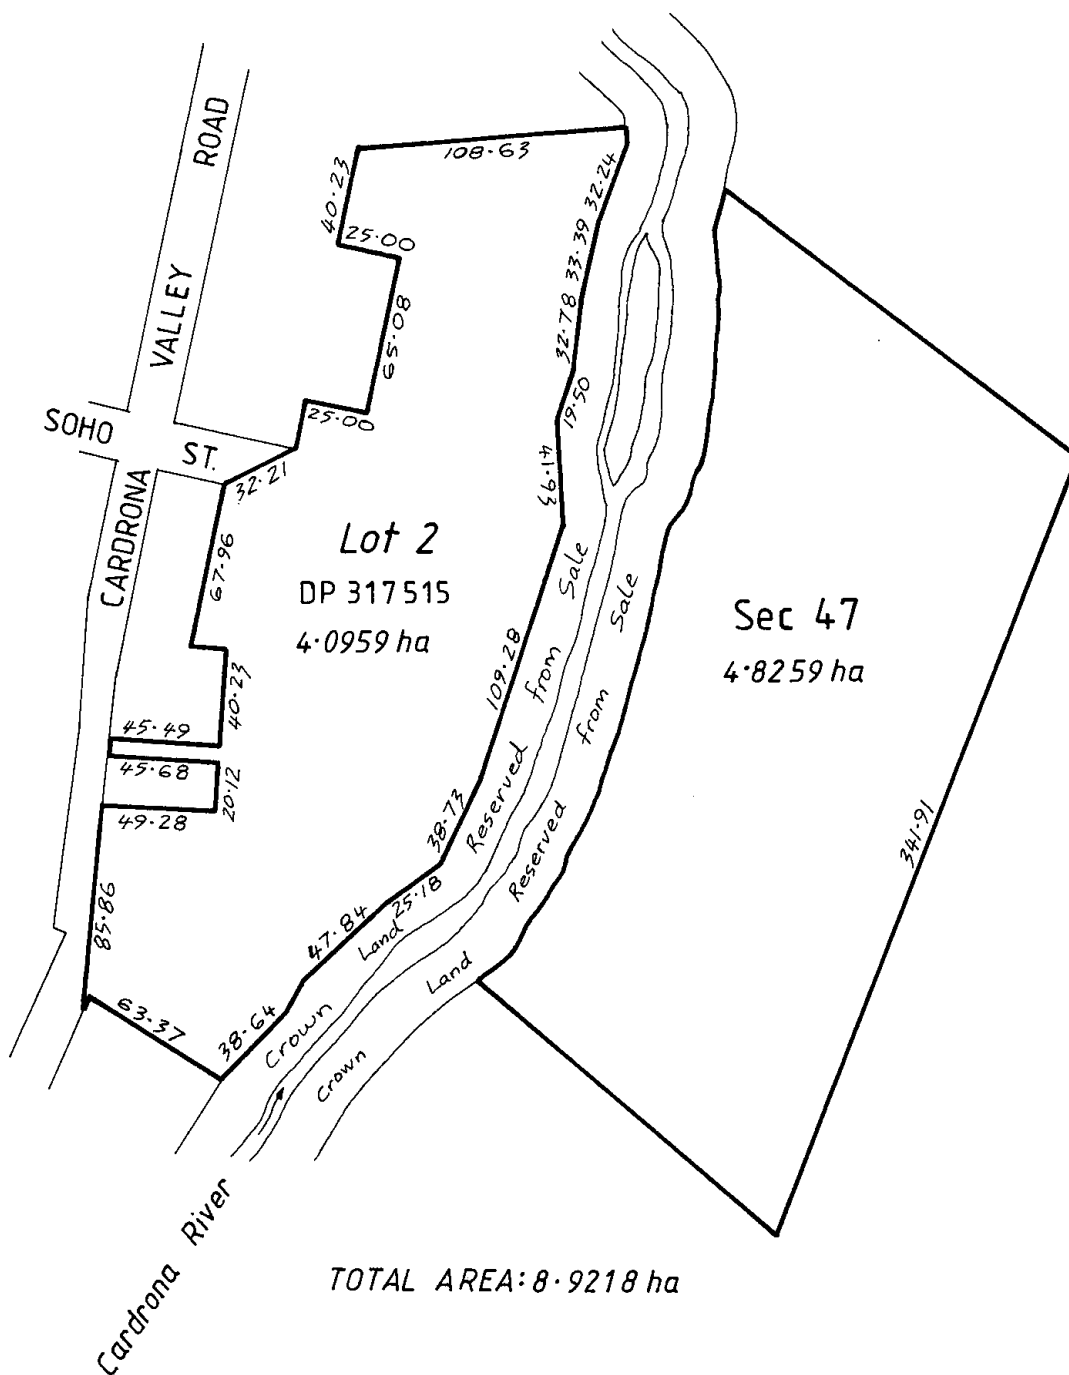 CARDRONA VALLEY ROAD
SOHO ST.
108.63
40.23
25.00
65.08
25.00
32.21
67.96
40.23
45.49
45.68
20.12
49.28
85.86
63.37
38.64
47.84
25.18
38.73
109.28
41.93
19.50
32.78
33.39
32.24
Lot 2
DP 317515
4.0959 ha
Sec 47
4.8259 ha
341.91
Crown Land Reserved from Sale
Crown Land Reserved from Sale
Cardrona River
TOTAL AREA: 8.9218 ha